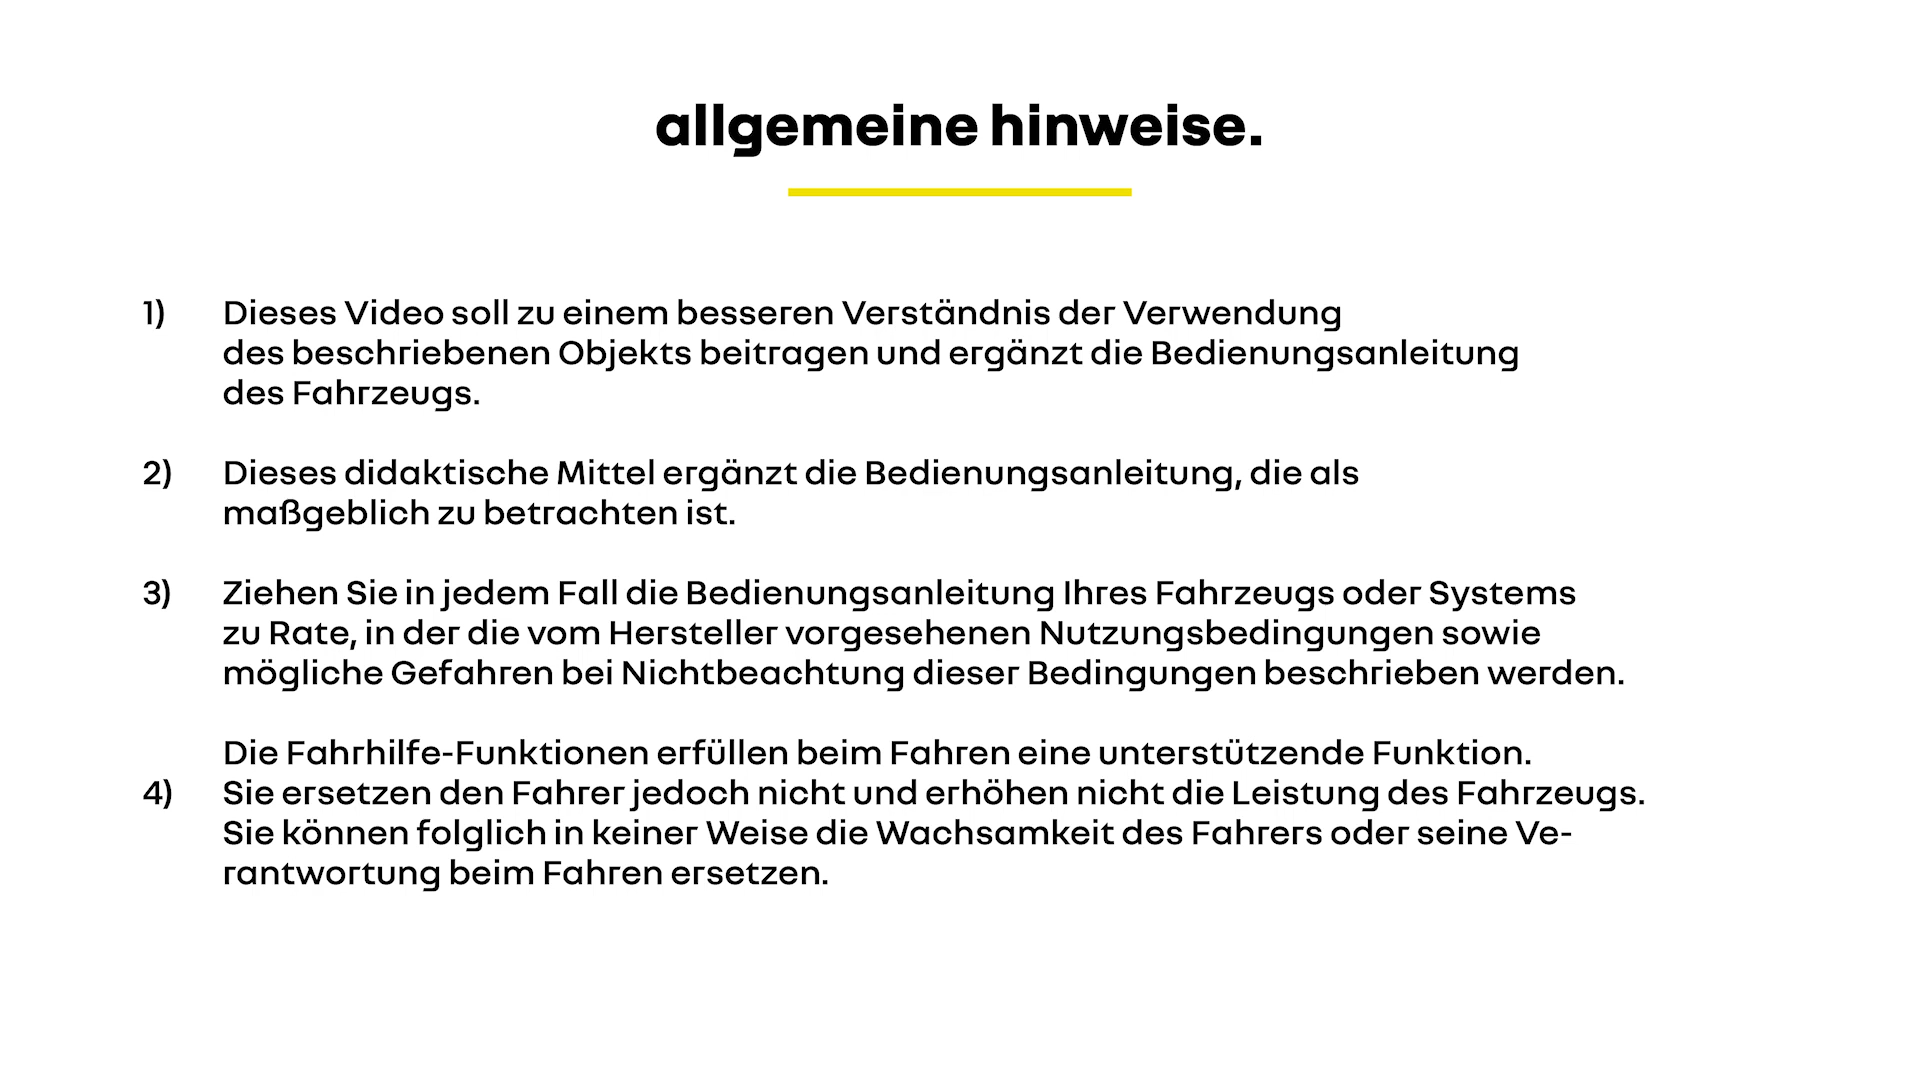 allgemeine hinweise.
1) Dieses Video soll zu einem besseren Verständnis der Verwendung
des beschriebenen Objekts beitragen und ergänzt die Bedienungsanleitung
des Fahrzeugs.
2) Dieses didaktische Mittel ergänzt die Bedienungsanleitung, die als
maßgeblich zu betrachten ist.
3) Ziehen Sie in jedem Fall die Bedienungsanleitung Ihres Fahrzeugs oder Systems
zu Rate, in der die vom Hersteller vorgesehenen Nutzungsbedingungen sowie
mögliche Gefahren bei Nichtbeachtung dieser Bedingungen beschrieben werden.
Die Fahrhilfe-Funktionen erfüllen beim Fahren eine unterstützende Funktion.
4) Sie ersetzen den Fahrer jedoch nicht und erhöhen nicht die Leistung des Fahrzeugs.
Sie können folglich in keiner Weise die Wachsamkeit des Fahrers oder seine Ve-
rantwortung beim Fahren ersetzen.